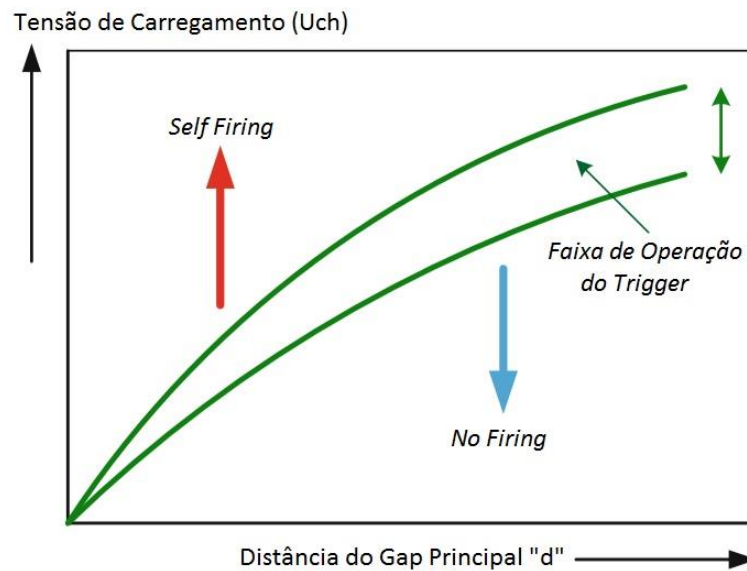 Tensão de Carregamento (Uch)
Self Firing
Faixa de Operação
do Trigger
No Firing
Distância do Gap Principal "d"